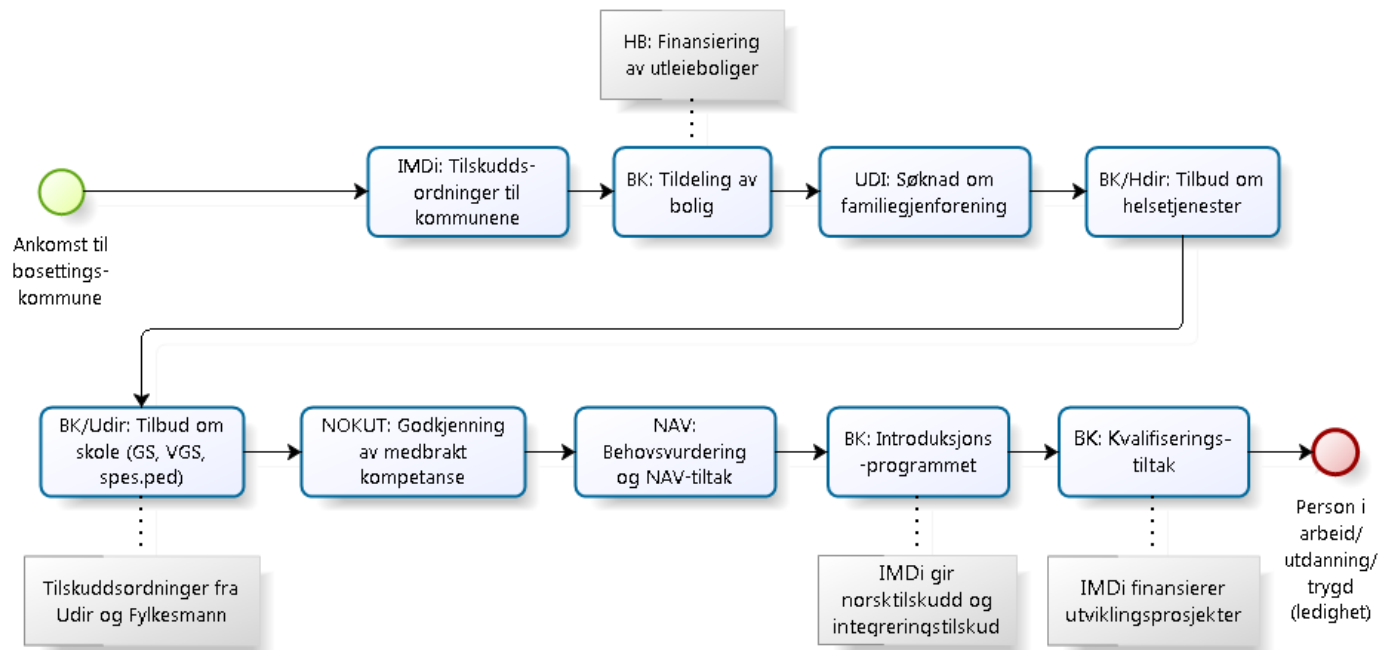 HB: Finansiering
av utleieboliger
IMDi: Tilskudds-
ordninger til
kommunene
BK: Tildeling av
bolig
UDI: Søknad om
familiegjenforening
BK/Hdir: Tilbud om
helsetjenester
Ankomst til
bosettings-
kommune
BK/Udir: Tilbud om
skole (GS, VGS,
spes.ped)
NOKUT: Godkjenning
av medbrakt
kompetanse
NAV:
Behovsvurdering
og NAV-tiltak
BK: Introduksjons
-programmet
BK: Kvalifiserings-
tiltak
Person i
arbeid/
utdanning/
trygd
(ledighet)
Tilskuddsordninger fra
Udir og Fylkesmann
IMDi gir
norsktilskudd og
integreringstilskud
IMDi finansierer
utviklingsprosjekter